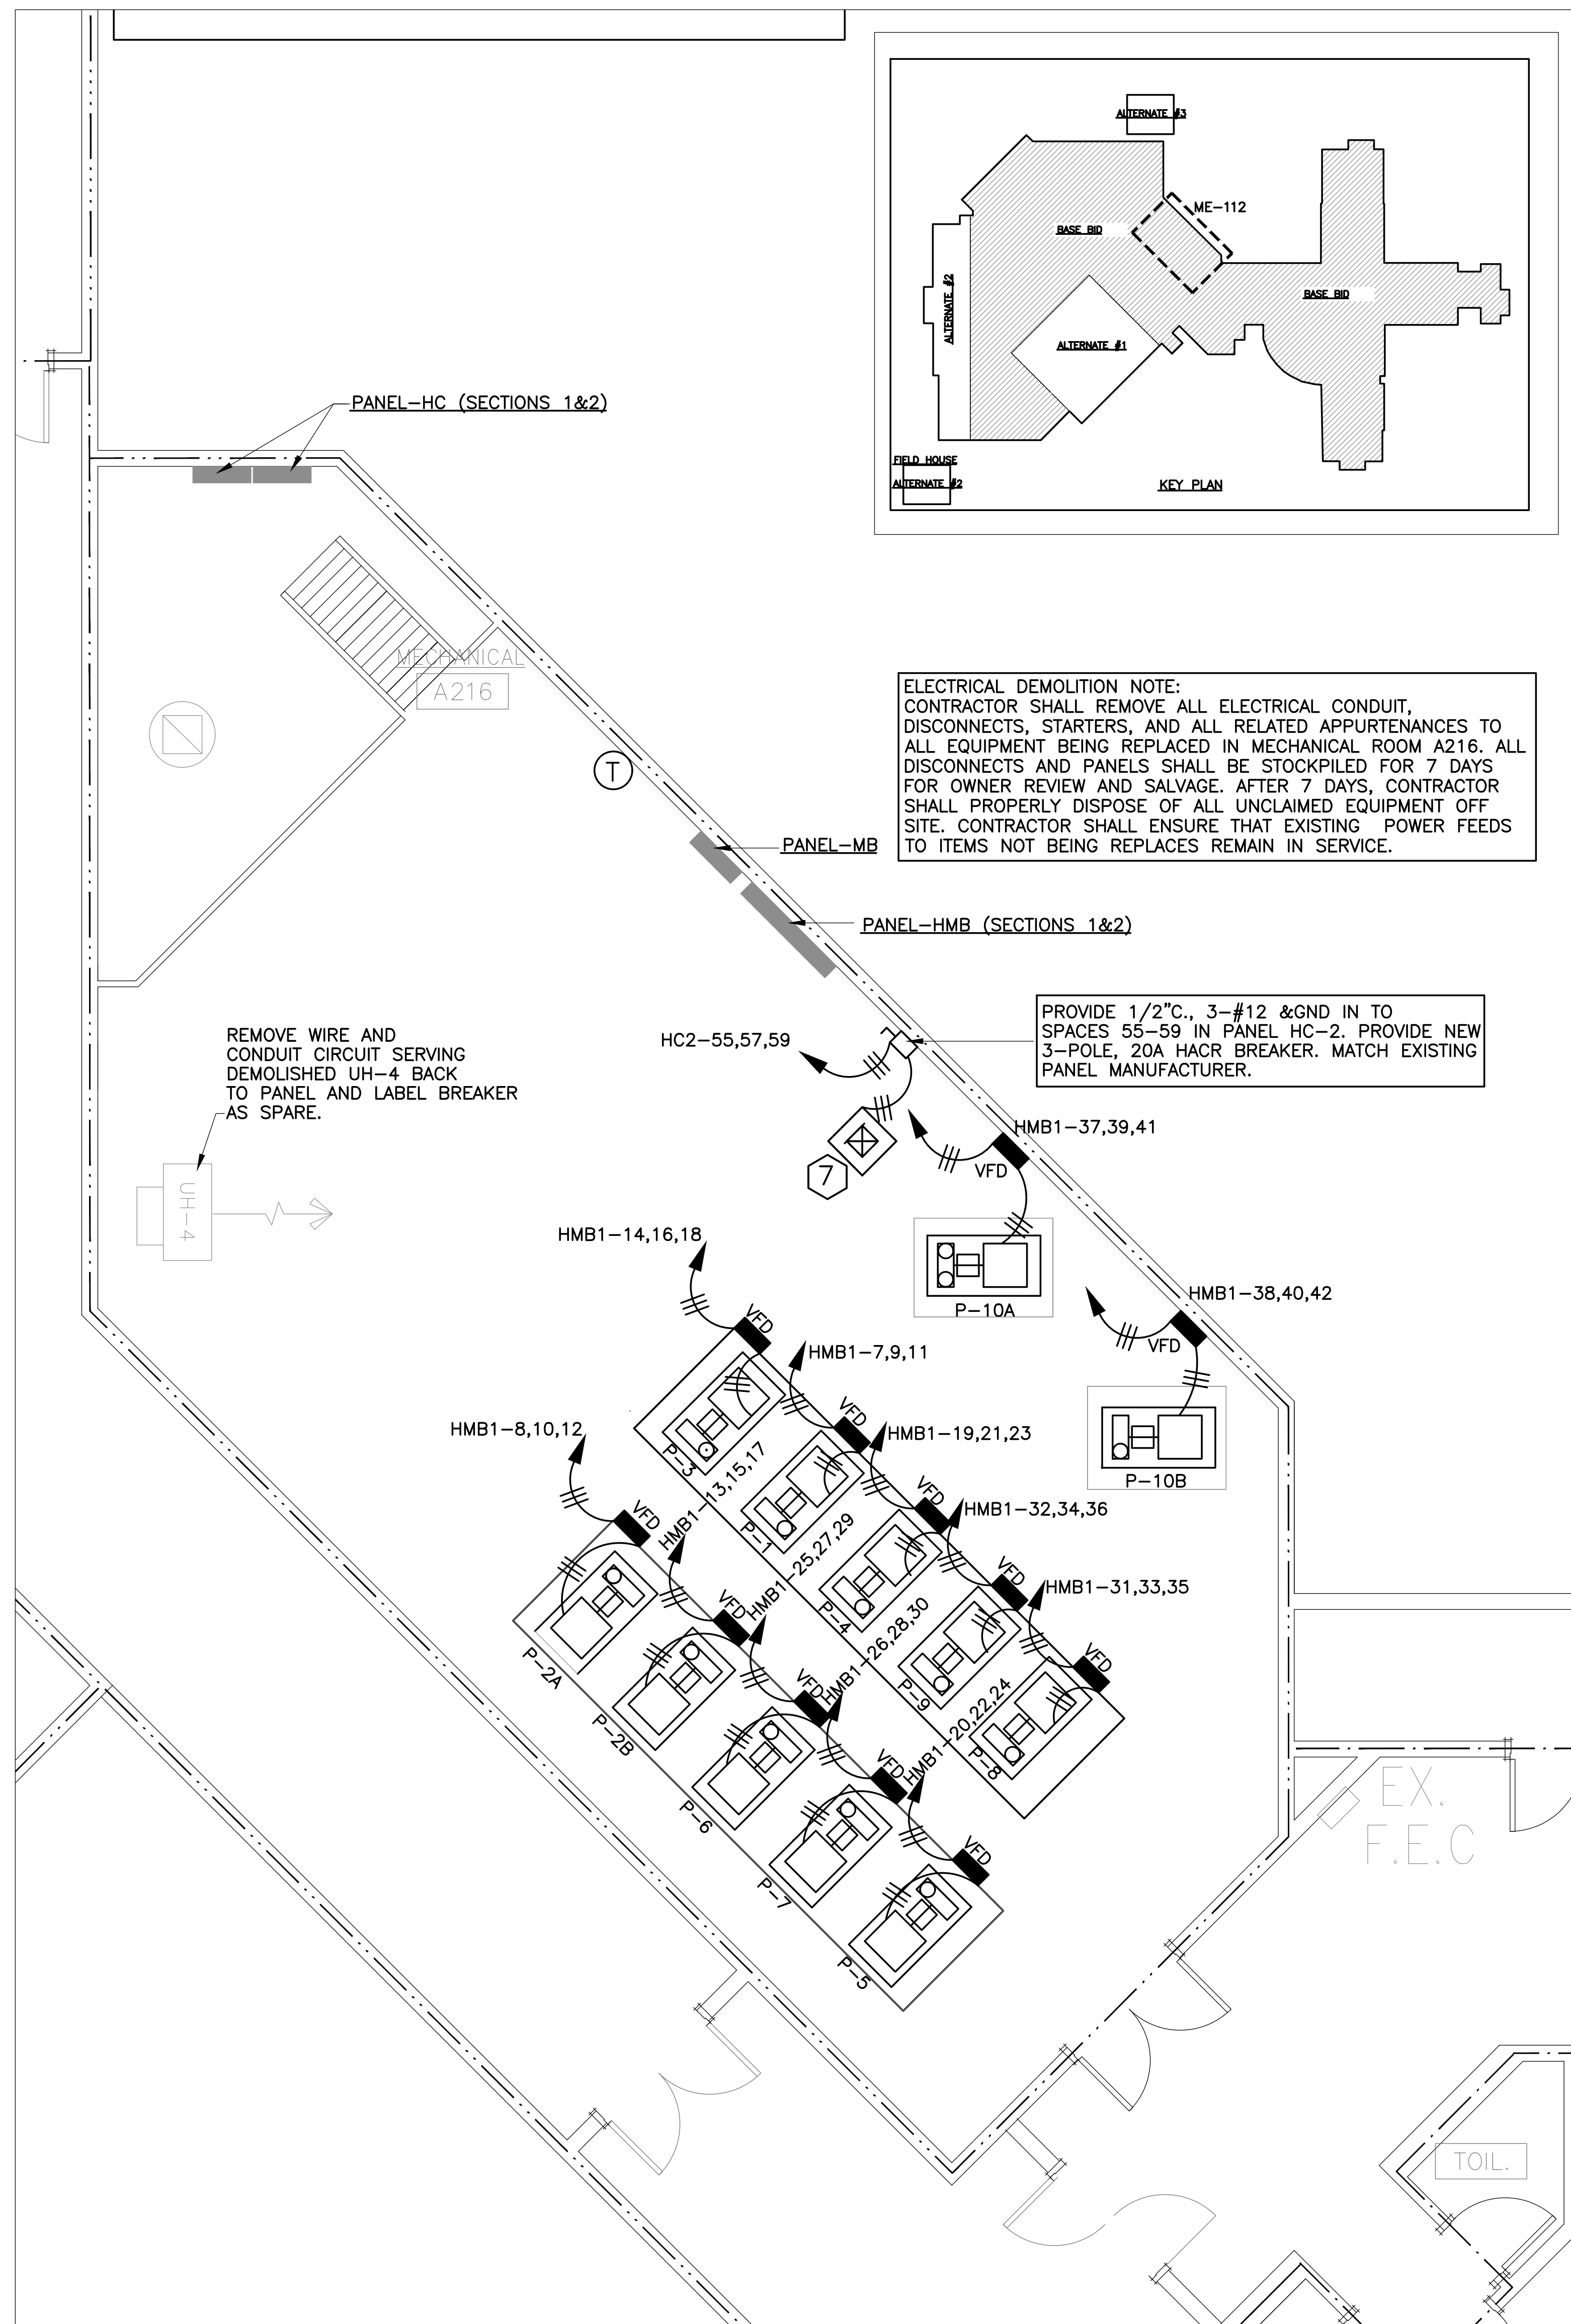 ALTERNATE #3
ME-112
BASE BID
BASE BID
ALTERNATE #2
ALTERNATE #1
FIELD HOUSE
ALTERNATE #2
KEY PLAN
PANEL-HC (SECTIONS 1&2)
MECHANICAL
A216
T
ELECTRICAL DEMOLITION NOTE:
CONTRACTOR SHALL REMOVE ALL ELECTRICAL CONDUIT,
DISCONNECTS, STARTERS, AND ALL RELATED APPURTENANCES TO
ALL EQUIPMENT BEING REPLACED IN MECHANICAL ROOM A216. ALL
DISCONNECTS AND PANELS SHALL BE STOCKPILED FOR 7 DAYS
FOR OWNER REVIEW AND SALVAGE. AFTER 7 DAYS, CONTRACTOR
SHALL PROPERLY DISPOSE OF ALL UNCLAIMED EQUIPMENT OFF
SITE. CONTRACTOR SHALL ENSURE THAT EXISTING POWER FEEDS
TO ITEMS NOT BEING REPLACES REMAIN IN SERVICE.
PANEL-MB
PANEL-HMB (SECTIONS 1&2)
PROVIDE 1/2"C., 3-#12 &GND IN TO
SPACES 55-59 IN PANEL HC-2. PROVIDE NEW
3-POLE, 20A HACR BREAKER. MATCH EXISTING
PANEL MANUFACTURER.
REMOVE WIRE AND
CONDUIT CIRCUIT SERVING
DEMOLISHED UH-4 BACK
TO PANEL AND LABEL BREAKER
AS SPARE.
UH-4
HC2-55,57,59
7
HMB1-37,39,41
VFD
P-10A
HMB1-38,40,42
VFD
P-10B
HMB1-14,16,18
VFD
P-3
HMB1-7,9,11
VFD
P-1
HMB1-19,21,23
VFD
P-4
HMB1-32,34,36
VFD
P-9
HMB1-31,33,35
VFD
P-8
HMB1-8,10,12
VFD
P-2A
HMB1-13,15,17
VFD
P-2B
HMB1-25,27,29
VFD
P-6
HMB1-26,28,30
VFD
P-7
HMB1-20,22,24
VFD
P-5
EX.
F.E.C
TOIL.